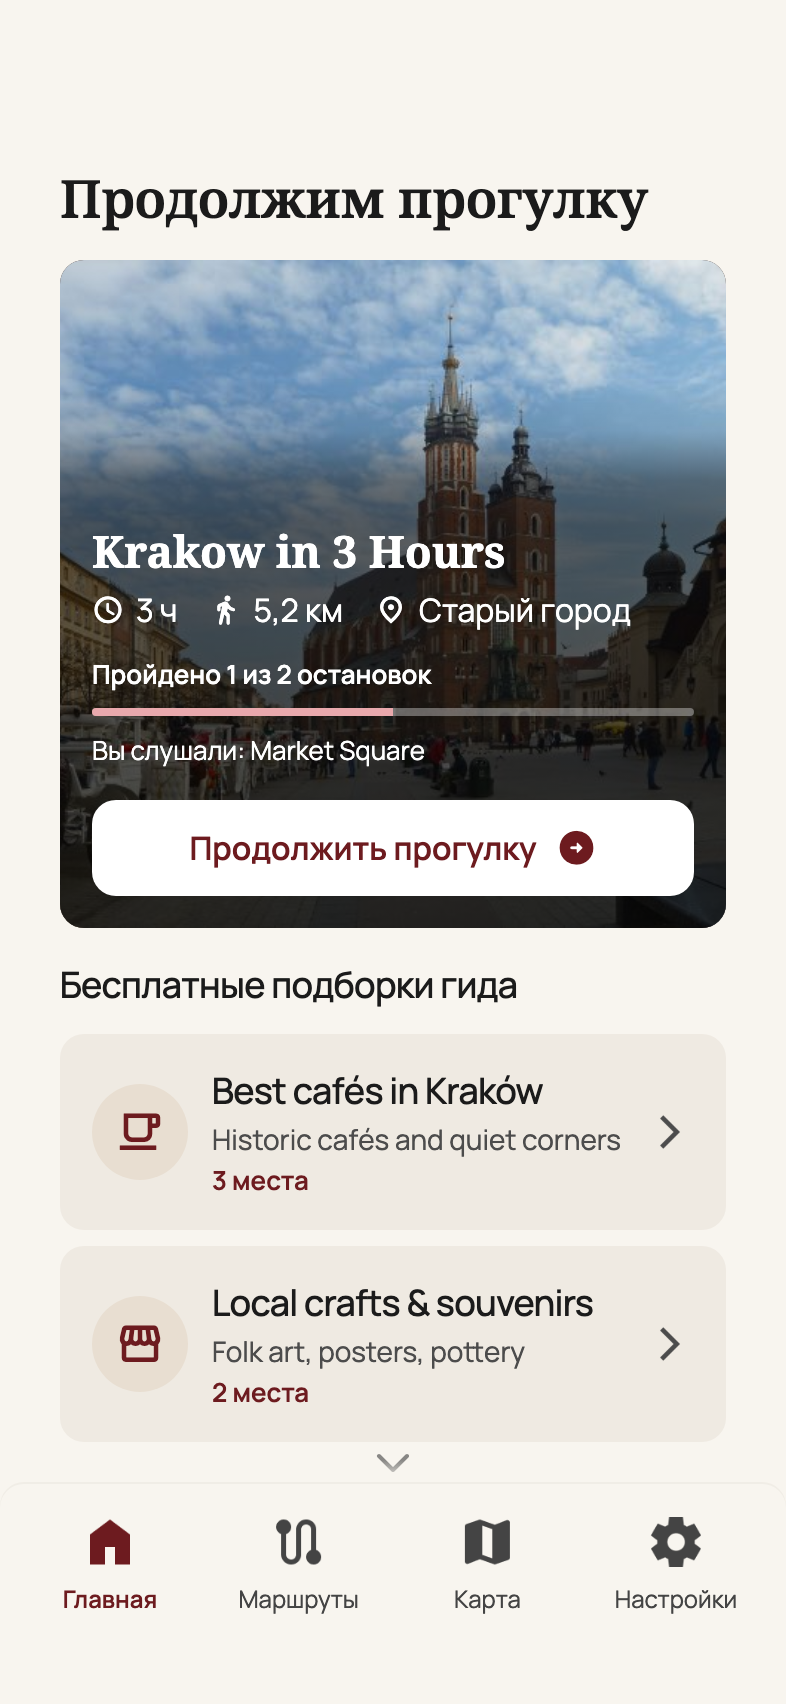 Продолжим прогулку
Krakow in 3 Hours
3 ч 5,2 км Старый город
Пройдено 1 из 2 остановок
Вы слушали: Market Square
Продолжить прогулку
Бесплатные подборки гида
Best cafés in Kraków
Historic cafés and quiet corners
3 места
Local crafts & souvenirs
Folk art, posters, pottery
2 места
Главная Маршруты Карта Настройки